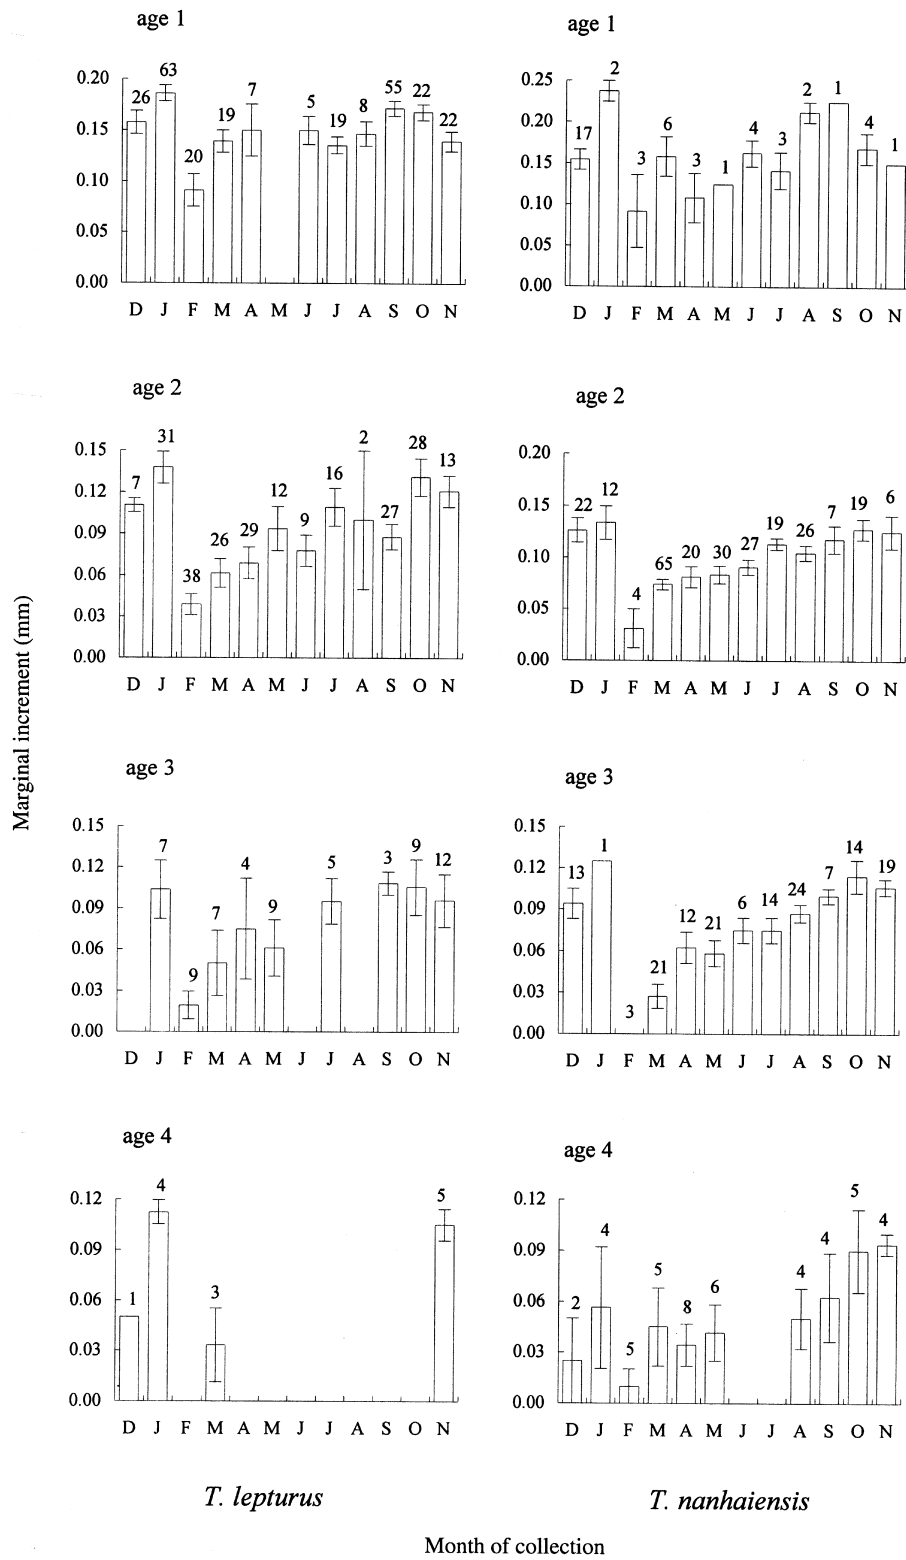 age 1
26 63 20 19 7 5 19 8 55 22 22
0.20
0.15
0.10
0.05
0.00
D J F M A M J J A S O N
age 1
17 2 3 6 3 1 4 3 2 1 4 1
0.25
0.20
0.15
0.10
0.05
0.00
D J F M A M J J A S O N
age 2
7 31 38 26 29 12 9 16 2 27 28 13
0.15
0.12
0.09
0.06
0.03
0.00
D J F M A M J J A S O N
age 2
22 12 4 65 20 30 27 19 26 7 19 6
0.20
0.15
0.10
0.05
0.00
D J F M A M J J A S O N
Marginal increment (mm)
age 3
7 9 7 4 9 5 3 9 12
0.15
0.12
0.09
0.06
0.03
0.00
D J F M A M J J A S O N
age 3
13 1 3 21 12 21 6 14 24 7 14 19
0.15
0.12
0.09
0.06
0.03
0.00
D J F M A M J J A S O N
age 4
1 4 3 5
0.12
0.09
0.06
0.03
0.00
D J F M A M J J A S O N
age 4
2 4 5 5 8 6 4 4 5 4
0.12
0.09
0.06
0.03
0.00
D J F M A M J J A S O N
T. lepturus
T. nanhaiensis
Month of collection